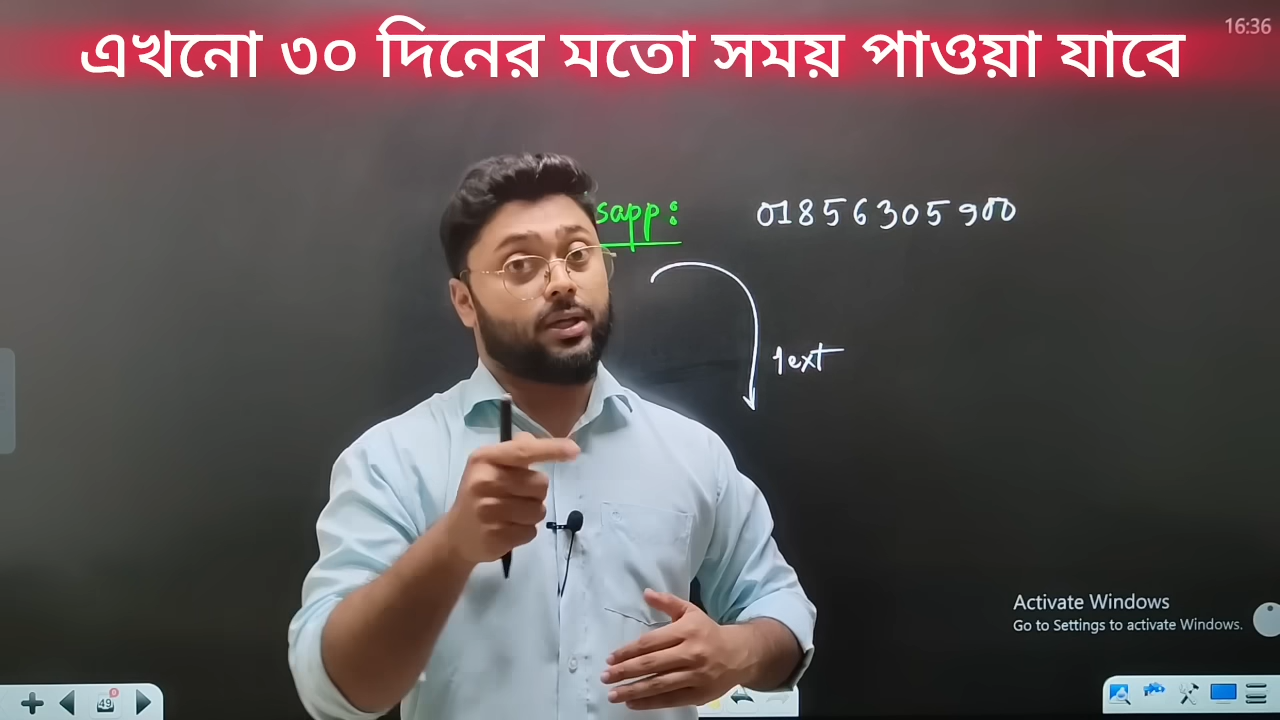 এখনো ৩০ দিনের মতো সময় পাওয়া যাবে
16:36
sapp: 01856305900
text
Activate Windows
Go to Settings to activate Windows.
49